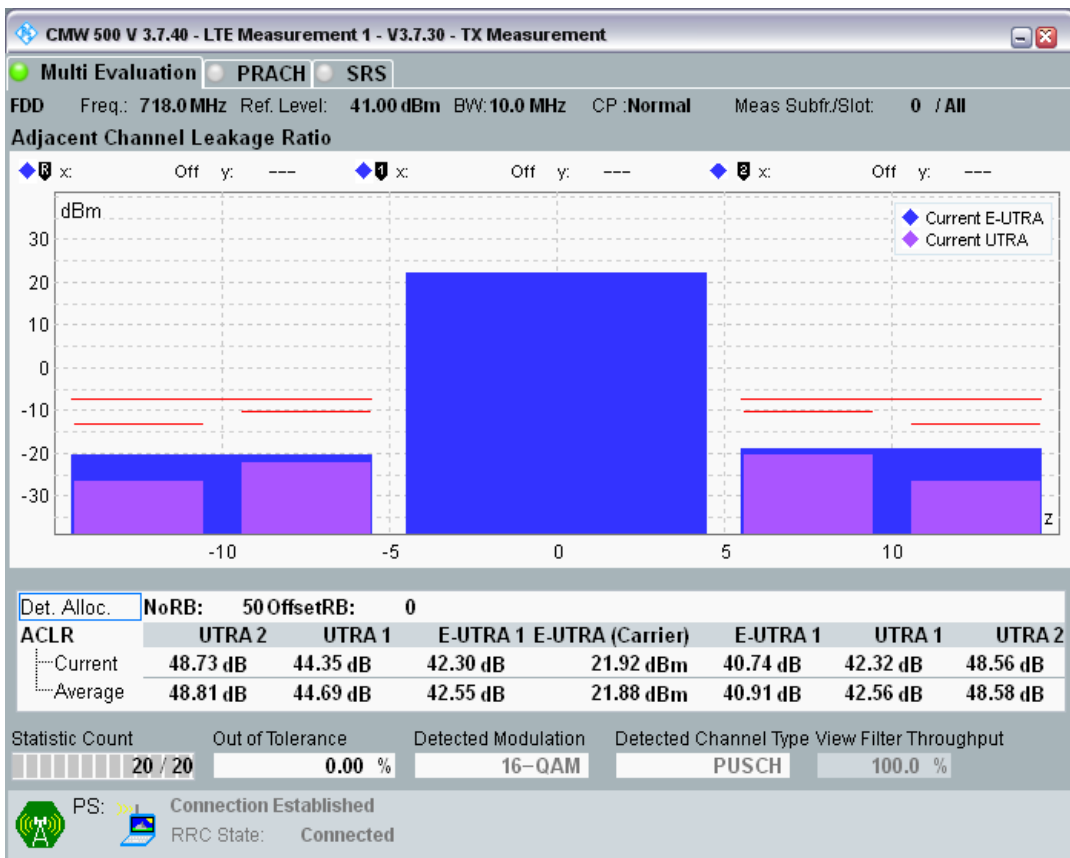 CMW 500 V 3.7.40 - LTE Measurement 1 - V3.7.30 - TX Measurement
Multi Evaluation PRACH SRS
FDD Freq.: 718.0 MHz Ref. Level: 41.00 dBm BW: 10.0 MHz CP : Normal Meas Subfr./Slot: 0 / All
Adjacent Channel Leakage Ratio
R x: Off y: --- 1 x: Off y: --- 2 x: Off y: ---
dBm
Current E-UTRA
Current UTRA
30
20
10
0
-10
-20
-30
z
-10 -5 0 5 10
Det. Alloc. NoRB: 50 OffsetRB: 0
ACLR UTRA 2 UTRA 1 E-UTRA 1 E-UTRA (Carrier) E-UTRA 1 UTRA 1 UTRA 2
Current 48.73 dB 44.35 dB 42.30 dB 21.92 dBm 40.74 dB 42.32 dB 48.56 dB
Average 48.81 dB 44.69 dB 42.55 dB 21.88 dBm 40.91 dB 42.56 dB 48.58 dB
Statistic Count Out of Tolerance Detected Modulation Detected Channel Type View Filter Throughput
20 / 20 0.00 % 16-QAM PUSCH 100.0 %
PS: Connection Established
RRC State: Connected